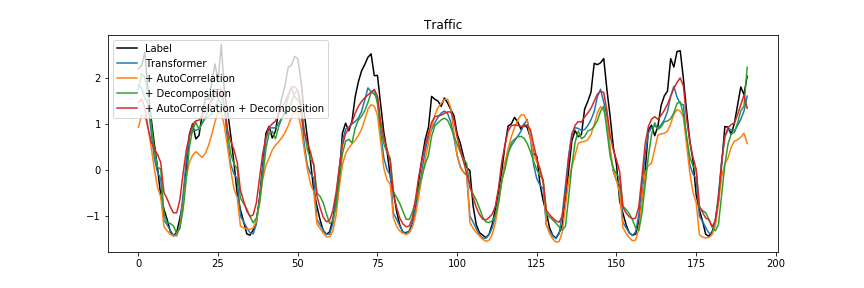 Traffic
Label
Transformer
+ AutoCorrelation
+ Decomposition
+ AutoCorrelation + Decomposition
2
1
0
−1
0 25 50 75 100 125 150 175 200